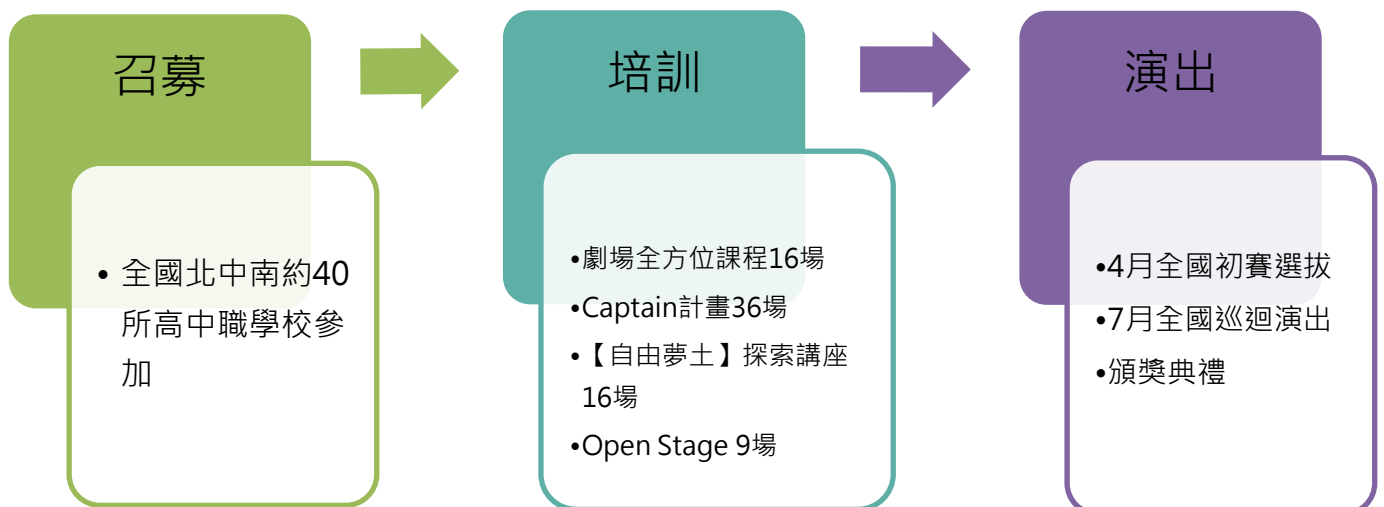 召募
• 全國北中南約40
所高中職學校參
加
培訓
•劇場全方位課程16場
•Captain計畫36場
•【自由夢土】探索講座
16場
•Open Stage 9場
演出
•4月全國初賽選拔
•7月全國巡迴演出
•頒獎典禮